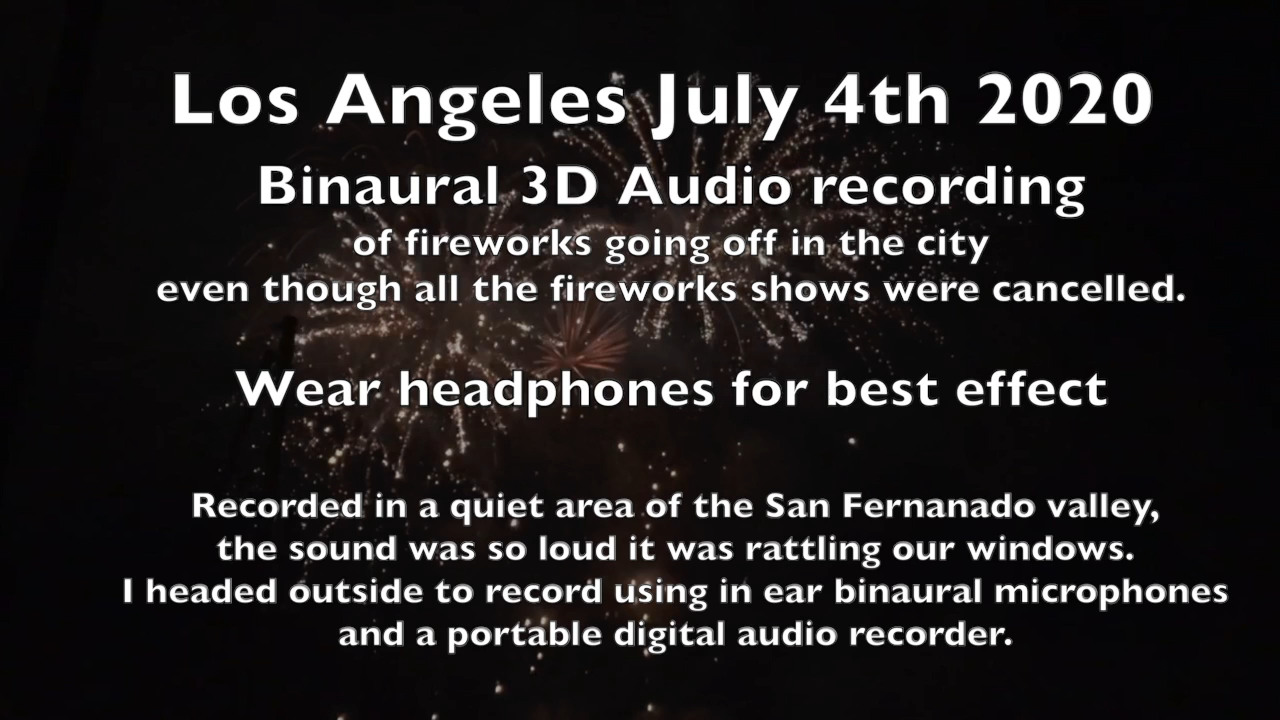 Los Angeles July 4th 2020
Binaural 3D Audio recording
of fireworks going off in the city
even though all the fireworks shows were cancelled.
Wear headphones for best effect
Recorded in a quiet area of the San Fernanado valley,
the sound was so loud it was rattling our windows.
I headed outside to record using in ear binaural microphones
and a portable digital audio recorder.